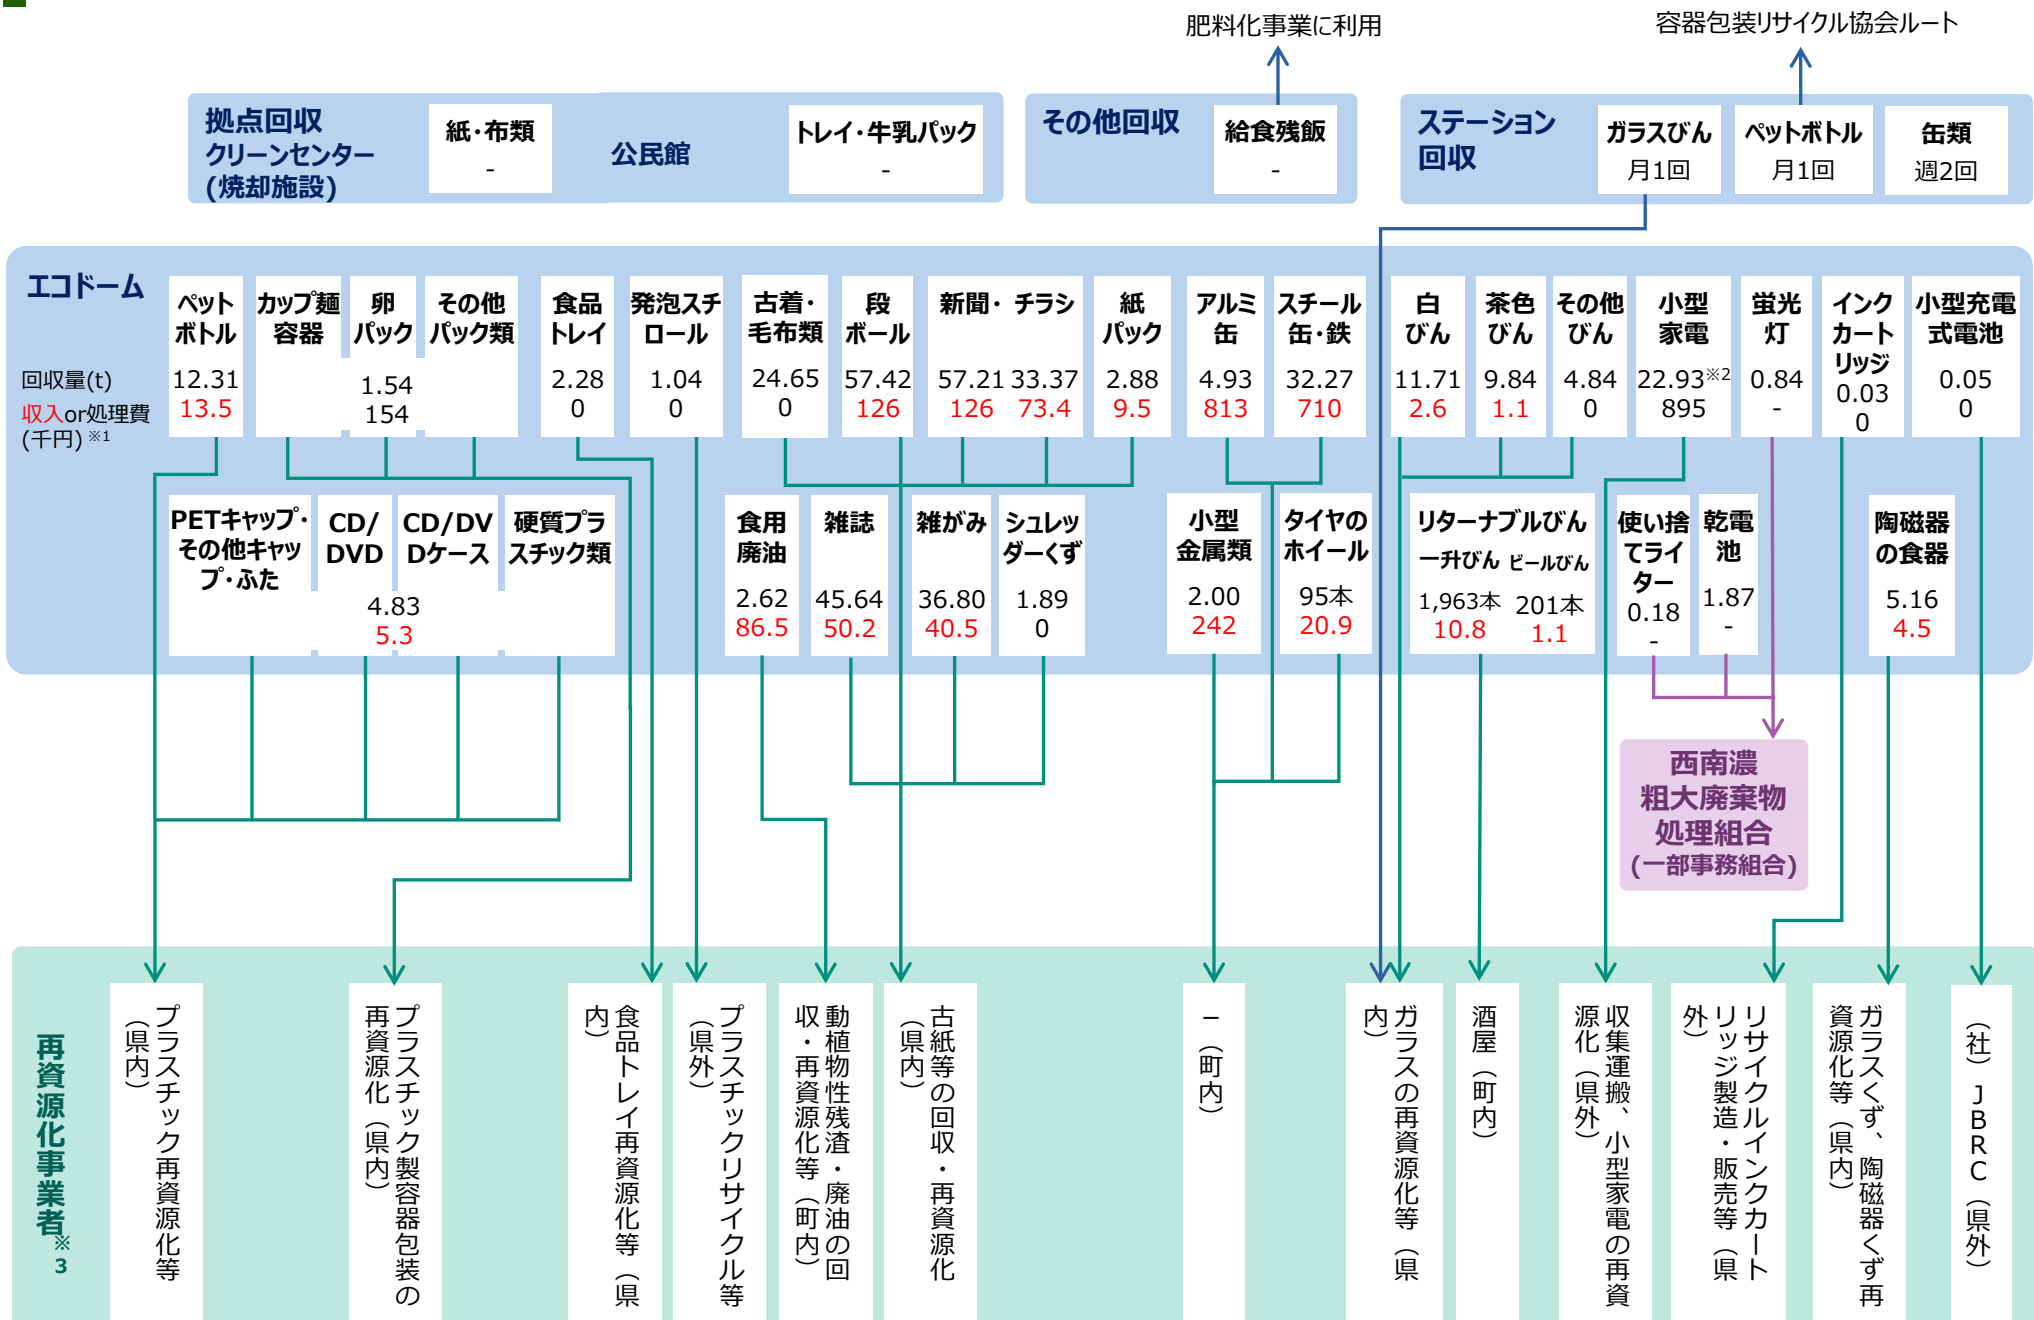 肥料化事業に利用
容器包装リサイクル協会ルート
拠点回収
クリーンセンター
(焼却施設)
紙・布類
-
公民館
トレイ・牛乳パック
-
その他回収
給食残飯
-
ステーション
回収
ガラスびん
月1回
ペットボトル
月1回
缶類
週2回
エコドーム
回収量(t)
収入or処理費
(千円) ※1
ペット
ボトル
12.31
13.5
カップ麺
容器
卵
パック
その他
パック類
1.54
154
食品
トレイ
2.28
0
発泡スチ
ロール
1.04
0
古着・
毛布類
24.65
0
段
ボール
57.42
126
新聞・ チラシ
57.21 33.37
126 73.4
紙
パック
2.88
9.5
アルミ
缶
4.93
813
スチール
缶・鉄
32.27
710
白
びん
11.71
2.6
茶色
びん
9.84
1.1
その他
びん
4.84
0
小型
家電
22.93※2
895
蛍光
灯
0.84
-
インク
カート
リッジ
0.03
0
小型充電
式電池
0.05
0
PETキャップ・
その他キャッ
プ・ふた
CD/
DVD
CD/DV
Dケース
硬質プラ
スチック類
4.83
5.3
食用
廃油
2.62
86.5
雑誌
45.64
50.2
雑がみ
36.80
40.5
シュレッ
ダーくず
1.89
0
小型
金属類
2.00
242
タイヤの
ホイール
95本
20.9
リターナブルびん
一升びん ビールびん
1,963本 201本
10.8 1.1
使い捨
てライ
ター
0.18
-
乾電
池
1.87
-
陶磁器
の食器
5.16
4.5
西南濃
粗大廃棄物
処理組合
(一部事務組合)
再資源化事業者※3
プラスチック再資源化等
（県内）
プラスチック製容器包装の
再資源化（県内）
食品トレイ再資源化等（県
内）
プラスチックリサイクル等
（県外）
動植物性残渣・廃油の回
収・再資源化等（町内）
古紙等の回収・再資源化
（県内）
－（町内）
ガラスの再資源化等（県
内）
酒屋（町内）
収集運搬、小型家電の再資
源化（県外）
リサイクルインクカート
リッジ製造・販売等（県
外）
ガラスくず、陶磁器くず再
資源化等（県内）
（社）JBRC（県外）